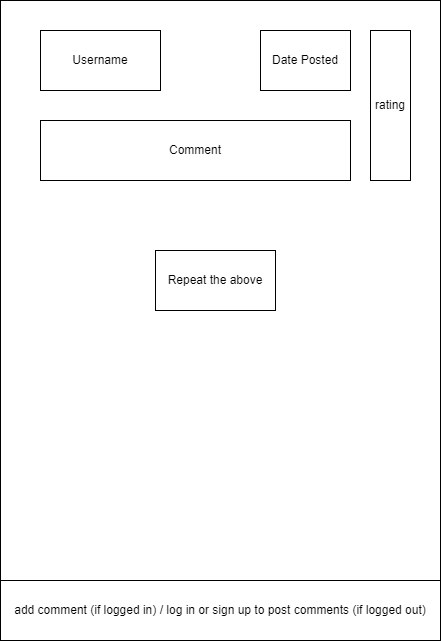 Username
Date Posted
rating
Comment
Repeat the above
add comment (if logged in) / log in or sign up to post comments (if logged out)